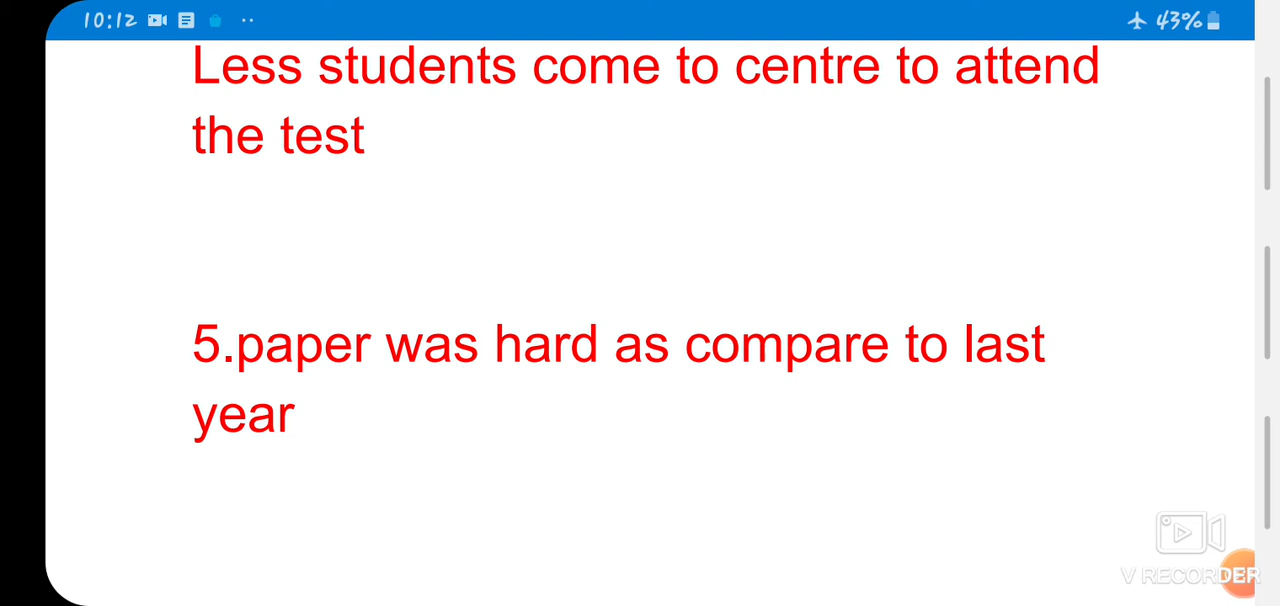 10:12
43%
Less students come to centre to attend
the test
5.paper was hard as compare to last
year
V RECORDER